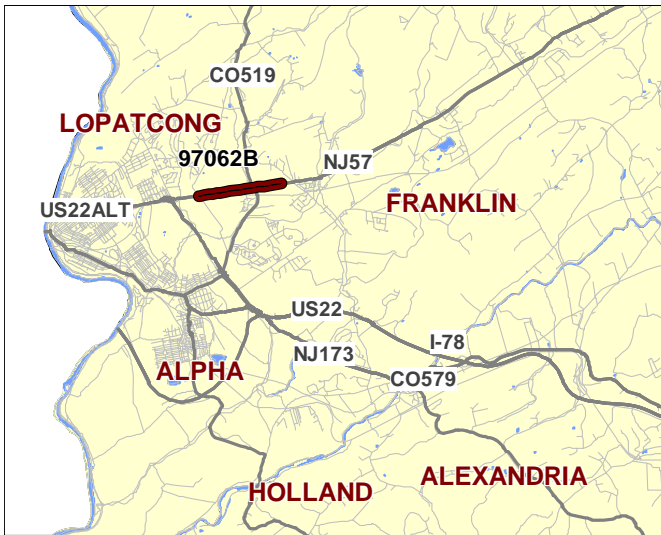 CO519
LOPATCONG
97062B
NJ57
FRANKLIN
US22ALT
US22
I-78
NJ173
CO579
ALPHA
ALEXANDRIA
HOLLAND